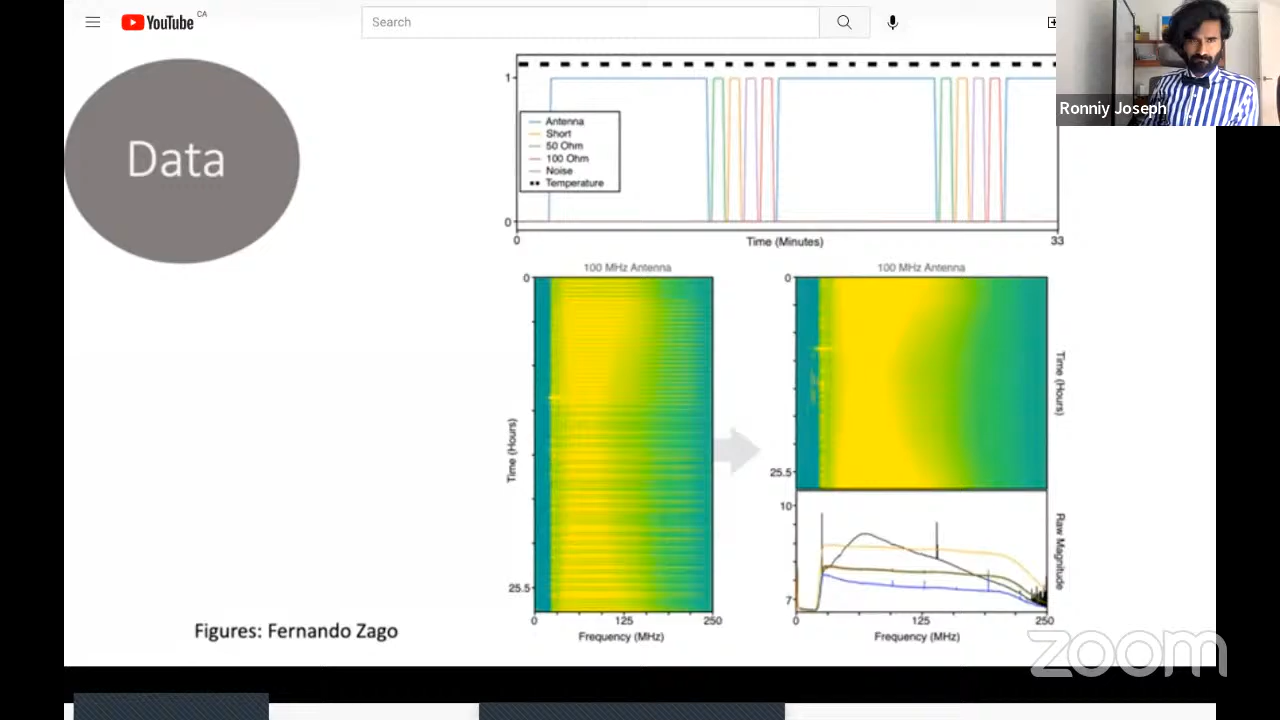 YouTube CA
Search
Ronniy Joseph
Data
1
0
Antenna
Short
50 Ohm
100 Ohm
Noise
Temperature
0
Time (Minutes)
33
100 MHz Antenna
0
Time (Hours)
25.5
0
125
250
Frequency (MHz)
100 MHz Antenna
0
Time (Hours)
25.5
10
7
Raw Magnitude
0
125
250
Frequency (MHz)
Figures: Fernando Zago
zoom